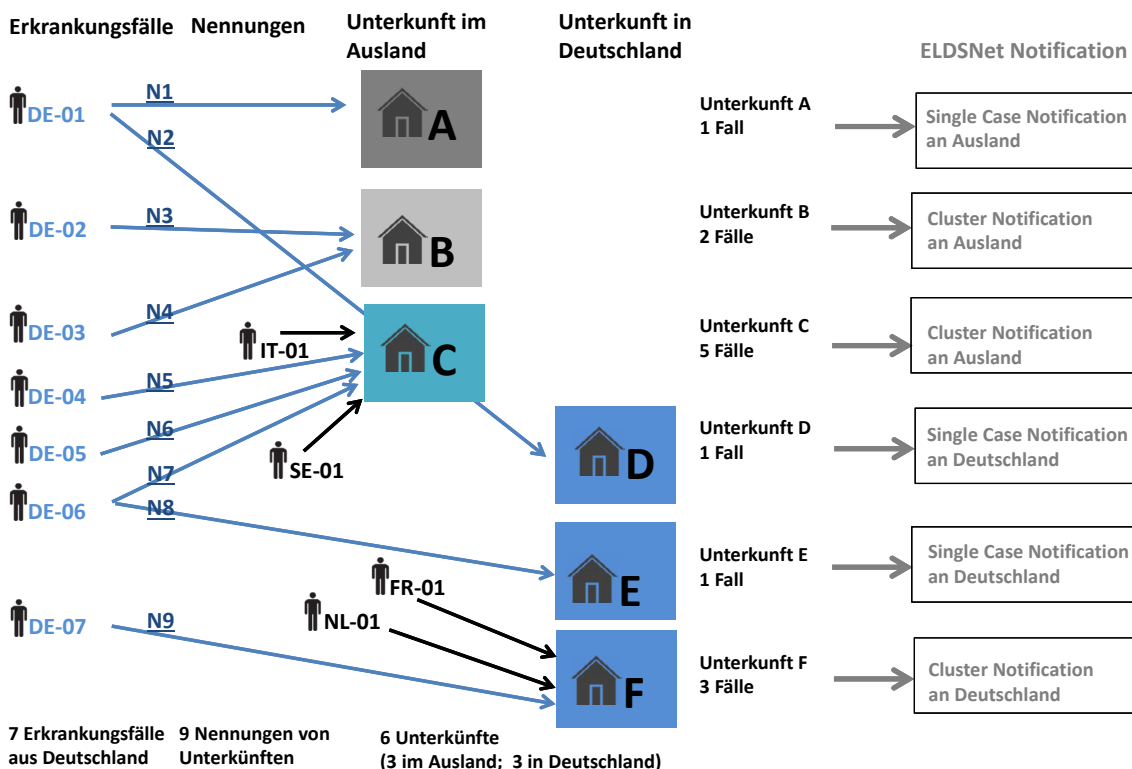 Erkrankungsfälle
Nennungen
Unterkunft im
Ausland
Unterkunft in
Deutschland
ELDSNet Notification
DE-01
N1
N2
A
Unterkunft A
1 Fall
Single Case Notification
an Ausland
DE-02
N3
B
Unterkunft B
2 Fälle
Cluster Notification
an Ausland
DE-03
N4
IT-01
C
Unterkunft C
5 Fälle
Cluster Notification
an Ausland
DE-04
N5
DE-05
N6
SE-01
D
Unterkunft D
1 Fall
Single Case Notification
an Deutschland
N7
DE-06
N8
E
Unterkunft E
1 Fall
Single Case Notification
an Deutschland
FR-01
NL-01
DE-07
N9
F
Unterkunft F
3 Fälle
Cluster Notification
an Deutschland
7 Erkrankungsfälle
aus Deutschland
9 Nennungen von
Unterkünften
6 Unterkünfte
(3 im Ausland; 3 in Deutschland)